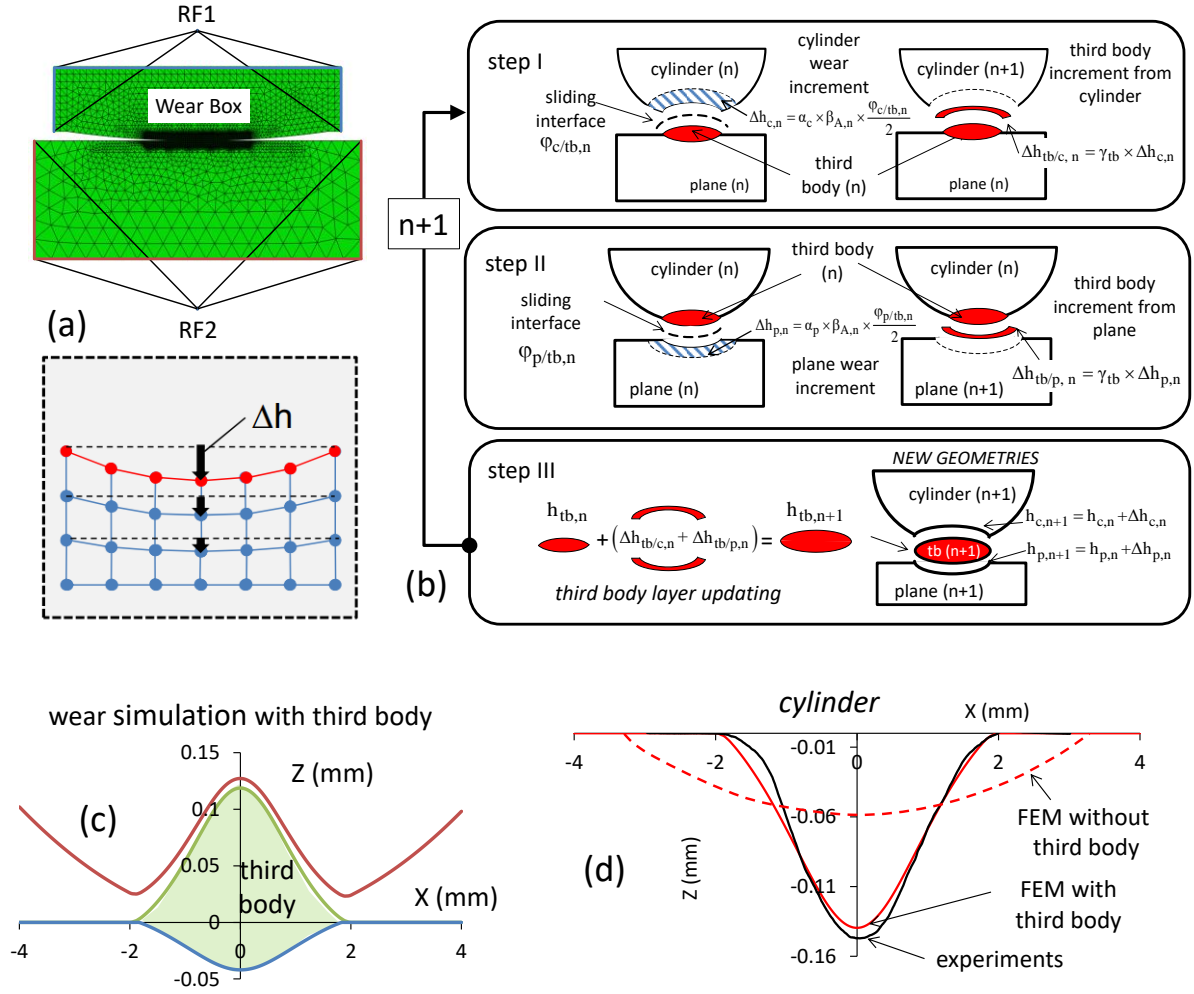 RF1
Wear Box
(a)
RF2
Δh
n+1
(b)
step I
cylinder (n)
cylinder
wear
increment
cylinder (n+1)
third body
increment from
cylinder
sliding
interface
φc/tb,n
Δhc,n = αc × βA,n × φc/tb,n / 2
third
body (n)
plane (n)
plane (n)
Δhtb/c, n = γtb × Δhc,n
step II
cylinder (n)
third body
(n)
cylinder (n)
third body
increment from
plane
sliding
interface
φp/tb,n
Δhp,n = αp × βA,n × φp/tb,n / 2
plane wear
increment
plane (n)
plane (n+1)
Δhtb/p, n = γtb × Δhp,n
step III
NEW GEOMETRIES
cylinder (n+1)
htb,n
+ (Δhtb/c,n + Δhtb/p,n) =
htb,n+1
third body layer updating
hc,n+1 = hc,n +Δhc,n
tb (n+1)
hp,n+1 = hp,n +Δhp,n
plane (n+1)
wear simulation with third body
0.15
Z (mm)
0.1
(c)
0.05
third
body
X (mm)
0
-4
-2
0
2
4
-0.05
cylinder
X (mm)
-0.01
-4
-2
0
2
4
-0.06
FEM without
third body
Z (mm)
(d)
-0.11
FEM with
third body
-0.16
experiments